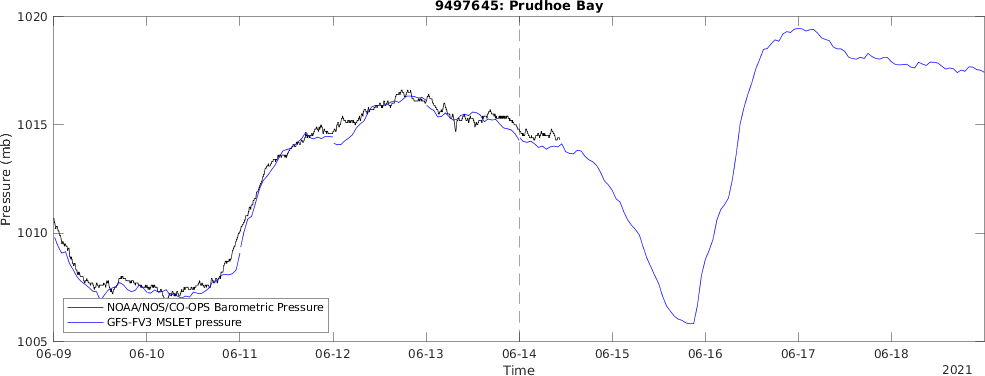 9497645: Prudhoe Bay
1020
1015
1010
1005
Pressure (mb)
NOAA/NOS/CO-OPS Barometric Pressure
GFS-FV3 MSLET pressure
06-09 06-10 06-11 06-12 06-13 06-14 06-15 06-16 06-17 06-18
Time
2021